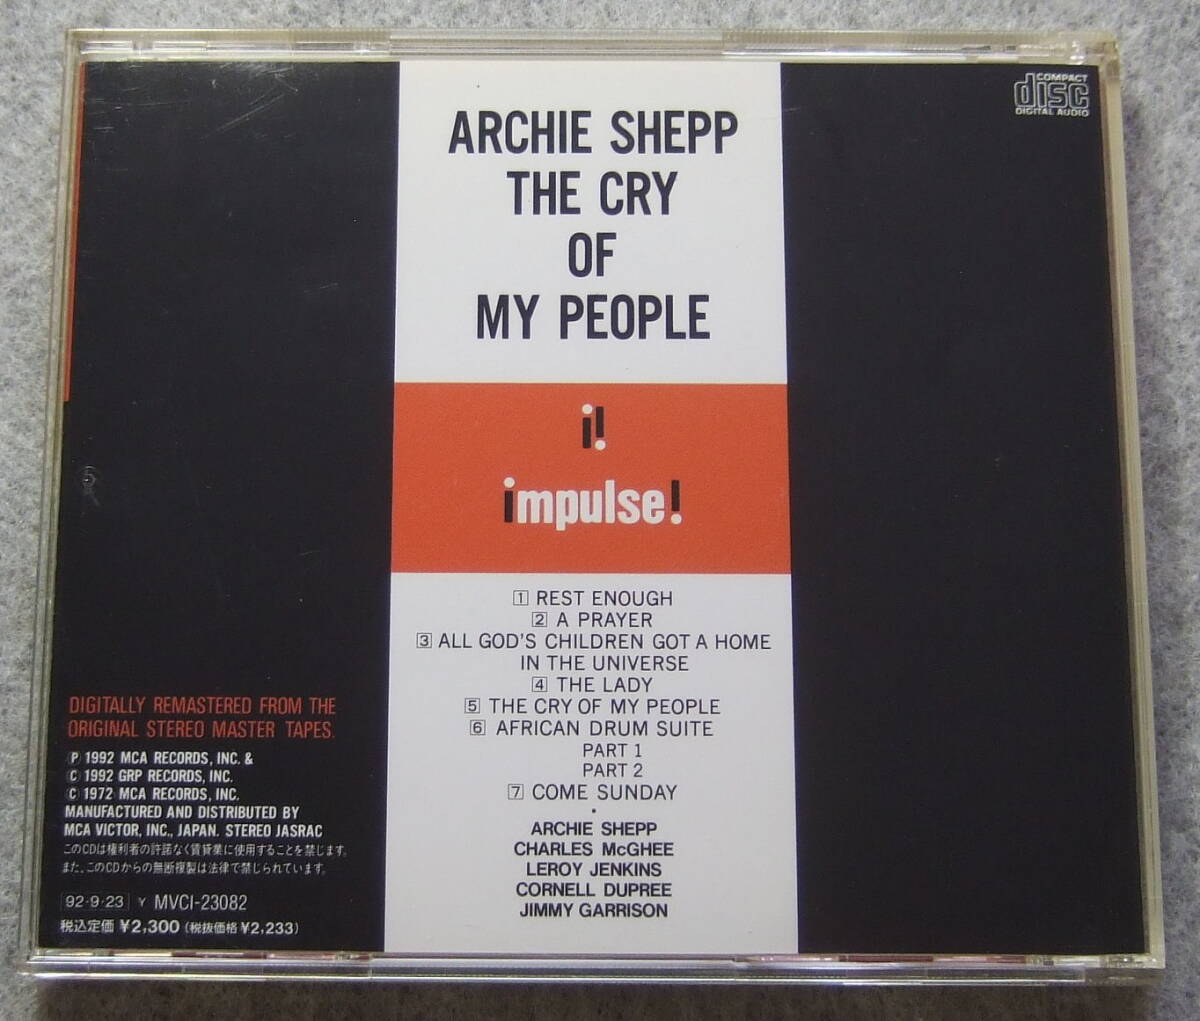 COMPACT
disc
DIGITAL AUDIO
ARCHIE SHEPP
THE CRY
OF
MY PEOPLE
i!
impulse!
1 REST ENOUGH
2 A PRAYER
3 ALL GOD'S CHILDREN GOT A HOME
IN THE UNIVERSE
4 THE LADY
5 THE CRY OF MY PEOPLE
6 AFRICAN DRUM SUITE
PART 1
PART 2
7 COME SUNDAY
ARCHIE SHEPP
CHARLES McGHEE
LEROY JENKINS
CORNELL DUPREE
JIMMY GARRISON
DIGITALLY REMASTERED FROM THE
ORIGINAL STEREO MASTER TAPES.
Ⓟ 1992 MCA RECORDS, INC. &
© 1992 GRP RECORDS, INC.
© 1972 MCA RECORDS, INC.
MANUFACTURED AND DISTRIBUTED BY
MCA VICTOR, INC., JAPAN. STEREO JASRAC
このCDは権利者の許諾なく賃貸業に使用することを禁じます。
また、このCDからの無断複製は法律で禁じられています。
92·9·23 Y MVCI-23082
税込定価 ¥2,300 (税抜価格 ¥2,233)